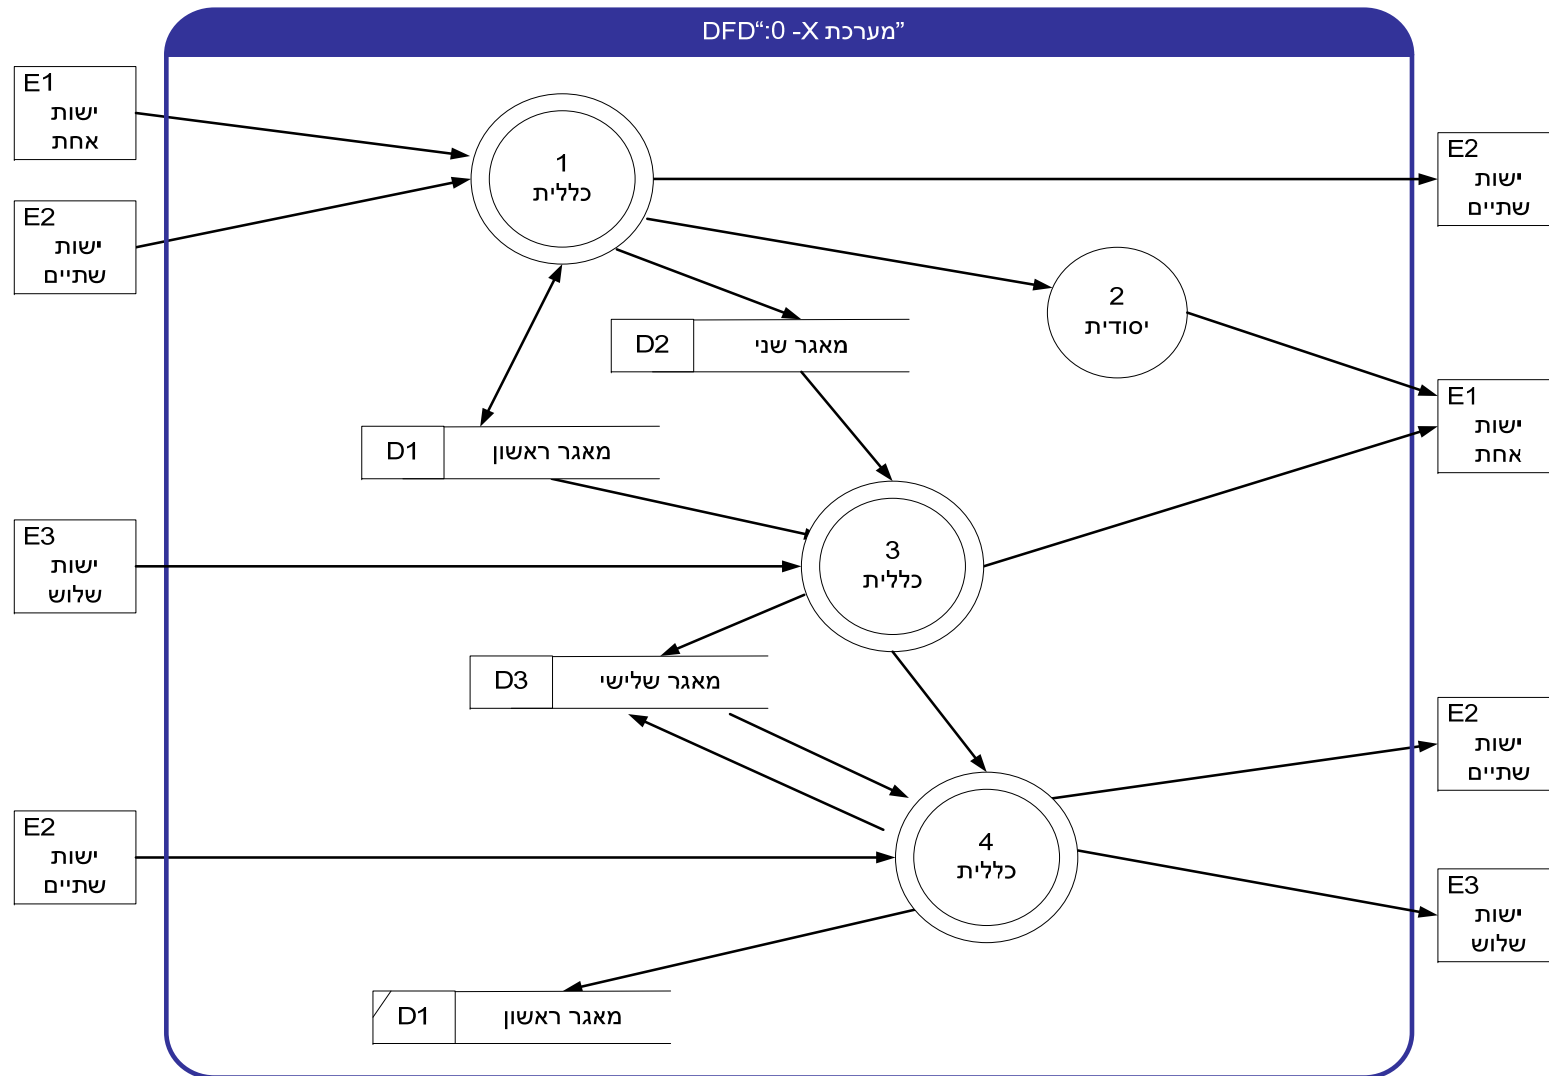 DFD“:0 -X מערכת”
E1
ישות
אחת
E2
ישות
שתיים
1
כללית
E2
ישות
שתיים
2
יסודית
D2
מאגר שני
E1
ישות
אחת
D1
מאגר ראשון
E3
ישות
שלוש
3
כללית
D3
מאגר שלישי
E2
ישות
שתיים
E2
ישות
שתיים
4
כללית
E3
ישות
שלוש
D1
מאגר ראשון